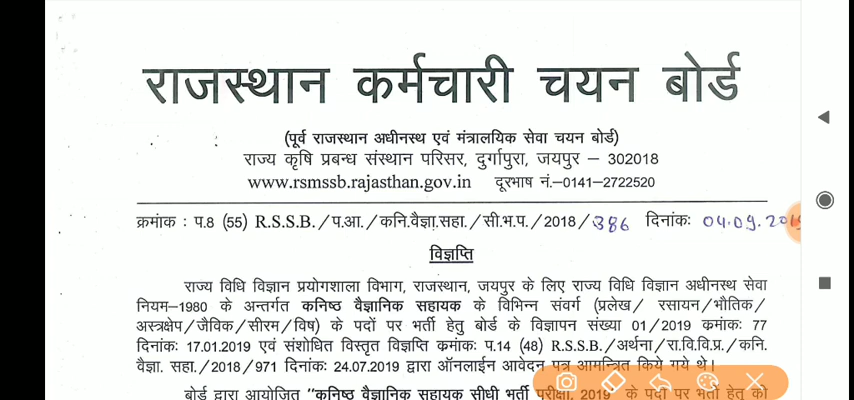 राजस्थान कर्मचारी चयन बोर्ड
(पूर्व राजस्थान अधीनस्थ एवं मंत्रालयिक सेवा चयन बोर्ड)
राज्य कृषि प्रबन्ध संस्थान परिसर, दुर्गापुरा, जयपुर – 302018
www.rsmssb.rajasthan.gov.in दूरभाष नं.–0141–2722520
क्रमांक : प.8 (55) R.S.S.B./प.आ./कनि.वैज्ञा.सहा./सी.भ.प./2018/386 दिनांकः 04.09.2019
विज्ञप्ति
राज्य विधि विज्ञान प्रयोगशाला विभाग, राजस्थान, जयपुर के लिए राज्य विधि विज्ञान अधीनस्थ सेवा
नियम–1980 के अन्तर्गत कनिष्ठ वैज्ञानिक सहायक के विभिन्न संवर्ग (प्रलेख/ रसायन/भौतिक/
अस्त्रक्षेप/जैविक/सीरम/विष) के पदों पर भर्ती हेतु बोर्ड के विज्ञापन संख्या 01/2019 क्रमांकः 77
दिनांकः 17.01.2019 एवं संशोधित विस्तृत विज्ञप्ति क्रमांकः प.14 (48) R.S.S.B./अर्थना/रा.वि.वि.प्र./कनि.
वैज्ञा. सहा./2018/971 दिनांकः 24.07.2019 द्वारा ऑनलाईन आवेदन पत्र आमन्त्रित किये गये थे।
बोर्ड द्वारा आयोजित "कनिष्ठ वैज्ञानिक सहायक सीधी भर्ती परीक्षा, 2019" के पदों पर भर्ती हेतु की